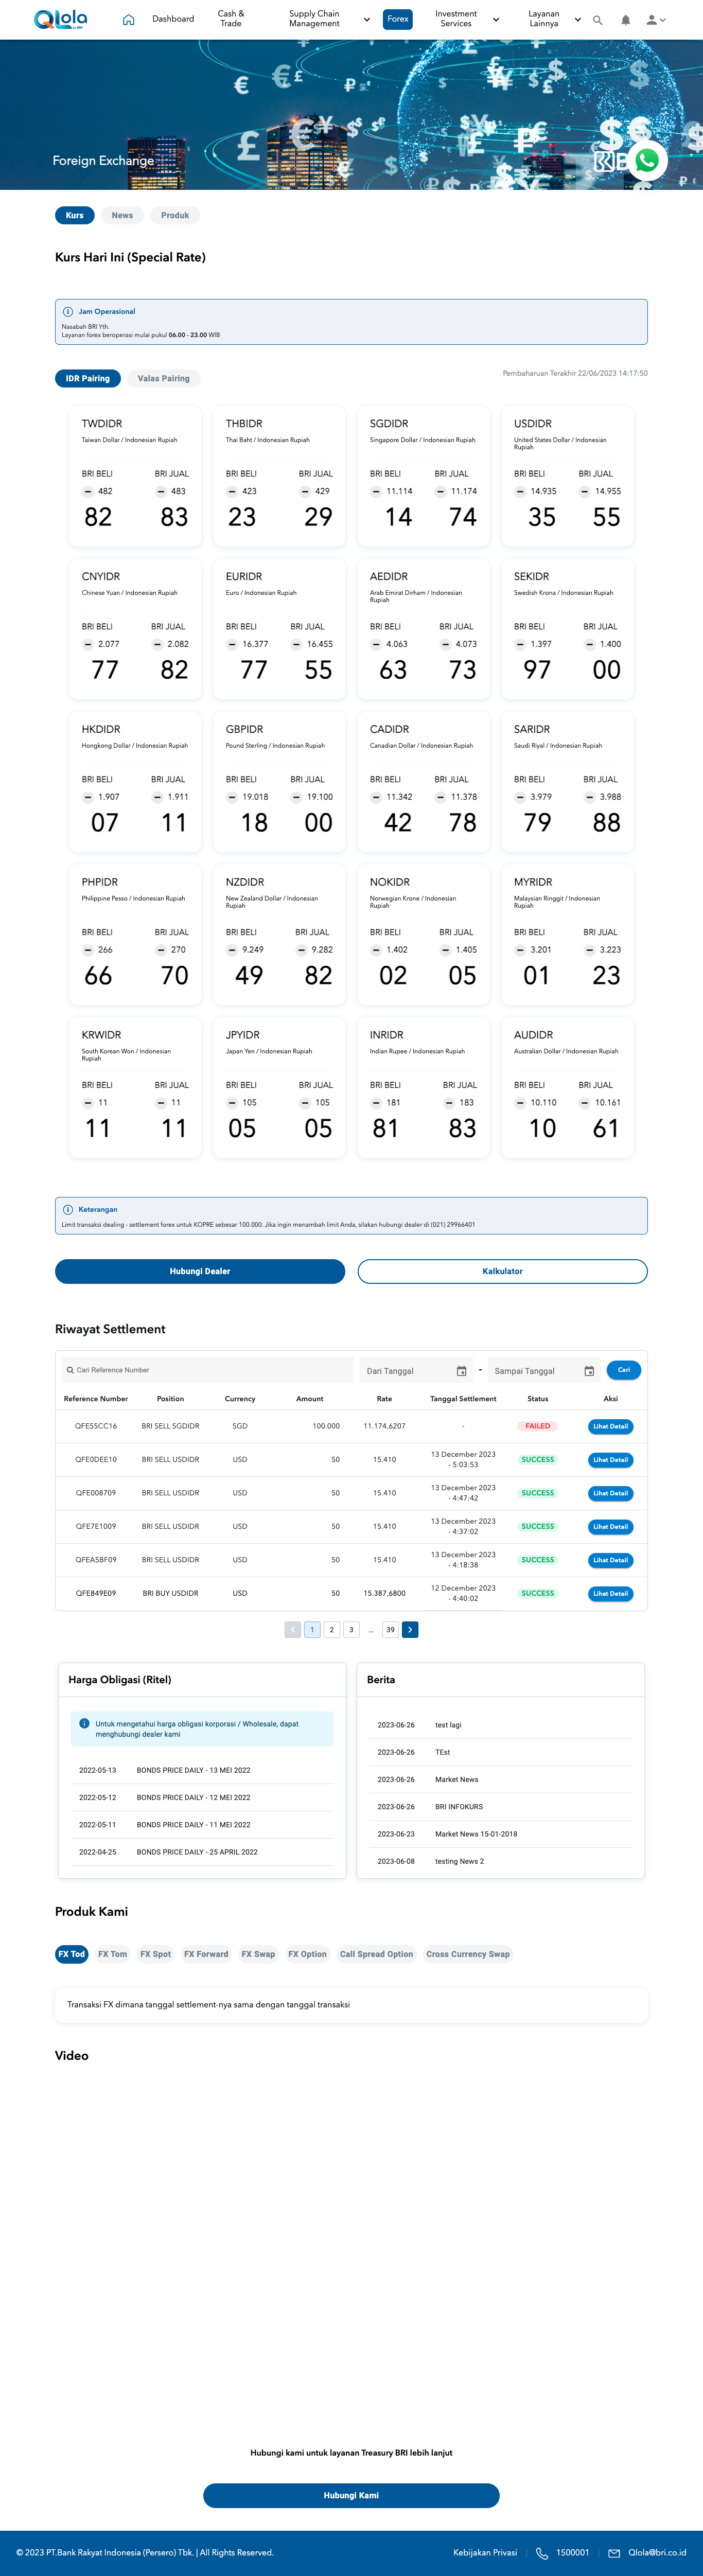 Qlola
by BRI
Dashboard
Cash & Trade
Supply Chain Management
Forex
Investment Services
Layanan Lainnya
Foreign Exchange
Kurs News Produk
Kurs Hari Ini (Special Rate)
Jam Operasional
Nasabah BRI Yth.
Layanan forex beroperasi mulai pukul 06.00 - 23.00 WIB
IDR Pairing Valas Pairing
Pembaharuan Terakhir 22/06/2023 14:17:50
TWDIDR
Taiwan Dollar / Indonesian Rupiah
BRI BELI BRI JUAL
482 483
82 83
THBIDR
Thai Baht / Indonesian Rupiah
BRI BELI BRI JUAL
423 429
23 29
SGDIDR
Singapore Dollar / Indonesian Rupiah
BRI BELI BRI JUAL
11.114 11.174
14 74
USDIDR
United States Dollar / Indonesian
Rupiah
BRI BELI BRI JUAL
14.935 14.955
35 55
CNYIDR
Chinese Yuan / Indonesian Rupiah
BRI BELI BRI JUAL
2.077 2.082
77 82
EURIDR
Euro / Indonesian Rupiah
BRI BELI BRI JUAL
16.377 16.455
77 55
AEDIDR
Arab Emirat Dirham / Indonesian
Rupiah
BRI BELI BRI JUAL
4.063 4.073
63 73
SEKIDR
Swedish Krona / Indonesian Rupiah
BRI BELI BRI JUAL
1.397 1.400
97 00
HKDIDR
Hongkong Dollar / Indonesian Rupiah
BRI BELI BRI JUAL
1.907 1.911
07 11
GBPIDR
Pound Sterling / Indonesian Rupiah
BRI BELI BRI JUAL
19.018 19.100
18 00
CADIDR
Canadian Dollar / Indonesian Rupiah
BRI BELI BRI JUAL
11.342 11.378
42 78
SARIDR
Saudi Riyal / Indonesian Rupiah
BRI BELI BRI JUAL
3.979 3.988
79 88
PHPIDR
Philippine Pesso / Indonesian Rupiah
BRI BELI BRI JUAL
266 270
66 70
NZDIDR
New Zealand Dollar / Indonesian
Rupiah
BRI BELI BRI JUAL
9.249 9.282
49 82
NOKIDR
Norwegian Krone / Indonesian
Rupiah
BRI BELI BRI JUAL
1.402 1.405
02 05
MYRIDR
Malaysian Ringgit / Indonesian
Rupiah
BRI BELI BRI JUAL
3.201 3.223
01 23
KRWIDR
South Korean Won / Indonesian
Rupiah
BRI BELI BRI JUAL
11 11
11 11
JPYIDR
Japan Yen / Indonesian Rupiah
BRI BELI BRI JUAL
105 105
05 05
INRIDR
Indian Rupee / Indonesian Rupiah
BRI BELI BRI JUAL
181 183
81 83
AUDIDR
Australian Dollar / Indonesian Rupiah
BRI BELI BRI JUAL
10.110 10.161
10 61
Keterangan
Limit transaksi dealing - settlement forex untuk KOPRE sebesar 100.000. Jika ingin menambah limit Anda, silakan hubungi dealer di (021) 29966401
Hubungi Dealer Kalkulator
Riwayat Settlement
Cari Reference Number Dari Tanggal - Sampai Tanggal Cari
Reference Number Position Currency Amount Rate Tanggal Settlement Status Aksi
QFE55CC16 BRI SELL SGDIDR SGD 100.000 11.174,6207 - FAILED Lihat Detail
QFE0DEE10 BRI SELL USDIDR USD 50 15.410 13 December 2023 - 5:03:53 SUCCESS Lihat Detail
QFE008709 BRI SELL USDIDR USD 50 15.410 13 December 2023 - 4:47:42 SUCCESS Lihat Detail
QFE7E1009 BRI SELL USDIDR USD 50 15.410 13 December 2023 - 4:37:02 SUCCESS Lihat Detail
QFEA5BF09 BRI SELL USDIDR USD 50 15.410 13 December 2023 - 4:18:38 SUCCESS Lihat Detail
QFE849E09 BRI BUY USDIDR USD 50 15.387,6800 12 December 2023 - 4:40:02 SUCCESS Lihat Detail
1 2 3 ... 39
Harga Obligasi (Ritel)
Untuk mengetahui harga obligasi korporasi / Wholesale, dapat
menghubungi dealer kami
2022-05-13 BONDS PRICE DAILY - 13 MEI 2022
2022-05-12 BONDS PRICE DAILY - 12 MEI 2022
2022-05-11 BONDS PRICE DAILY - 11 MEI 2022
2022-04-25 BONDS PRICE DAILY - 25 APRIL 2022
Berita
2023-06-26 test lagi
2023-06-26 TEst
2023-06-26 Market News
2023-06-26 BRI INFOKURS
2023-06-23 Market News 15-01-2018
2023-06-08 testing News 2
Produk Kami
FX Tod FX Tom FX Spot FX Forward FX Swap FX Option Call Spread Option Cross Currency Swap
Transaksi FX dimana tanggal settlement-nya sama dengan tanggal transaksi
Video
Hubungi kami untuk layanan Treasury BRI lebih lanjut
Hubungi Kami
© 2023 PT.Bank Rakyat Indonesia (Persero) Tbk. | All Rights Reserved.
Kebijakan Privasi | 1500001 | Qlola@bri.co.id